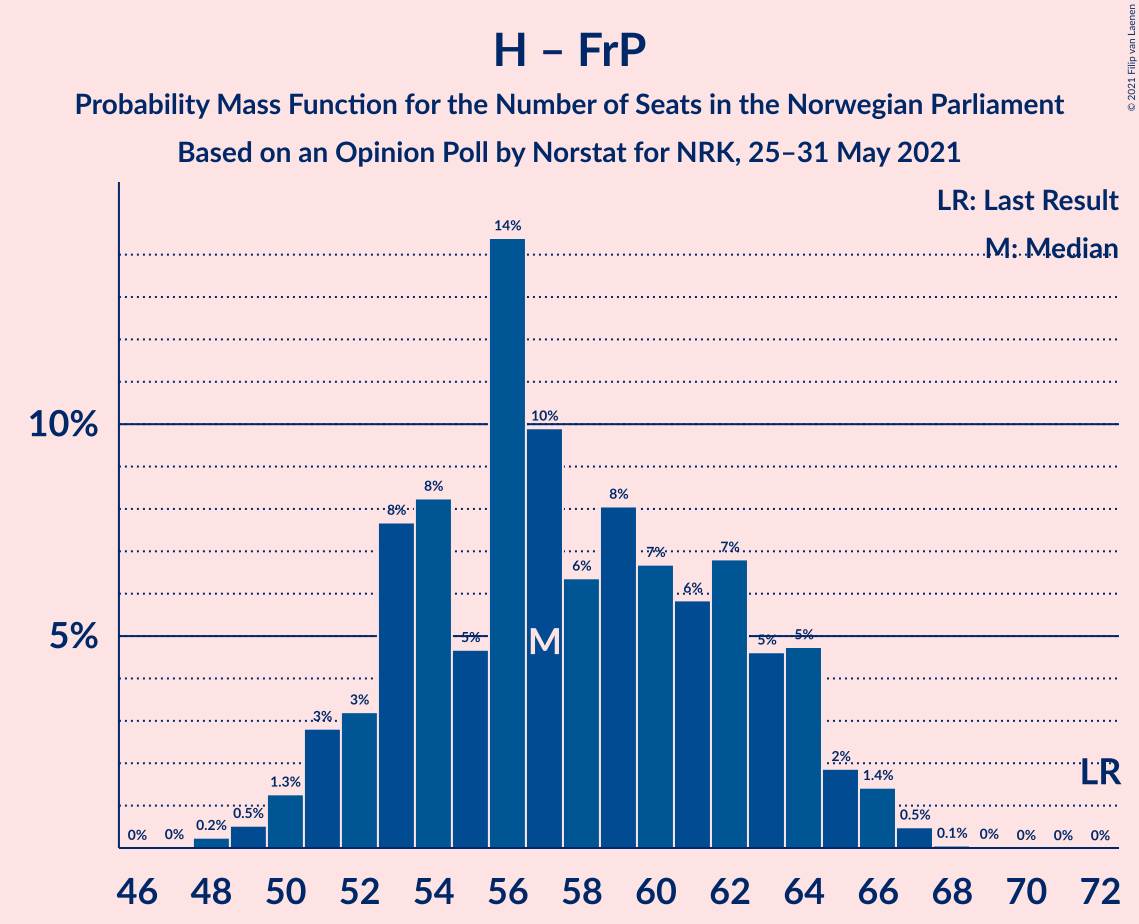 © 2021 Filip van Laenen
H – FrP
Probability Mass Function for the Number of Seats in the Norwegian Parliament
Based on an Opinion Poll by Norstat for NRK, 25–31 May 2021
LR: Last Result
M: Median
10%
5%
0% 0% 0.2% 0.5% 1.3% 3% 3% 8% 8% 5% 14% 10% 6% 8% 7% 6% 7% 5% 5% 2% 1.4% 0.5% 0.1% 0% 0% 0% 0%
M
LR
46 48 50 52 54 56 58 60 62 64 66 68 70 72